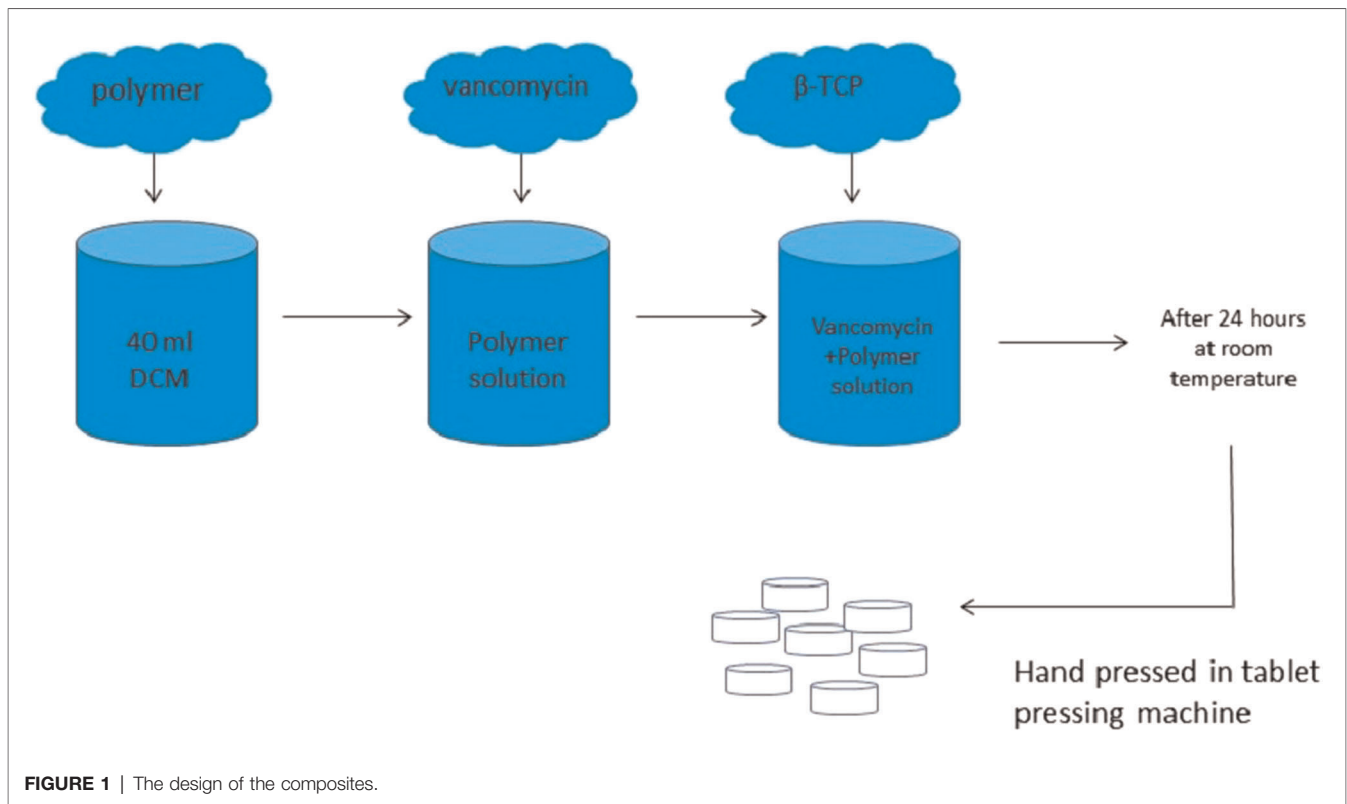 polymer
vancomycin
β-TCP
40 ml
DCM
Polymer
solution
Vancomycin
+Polymer
solution
After 24 hours
at room
temperature
Hand pressed in tablet
pressing machine
FIGURE 1 | The design of the composites.